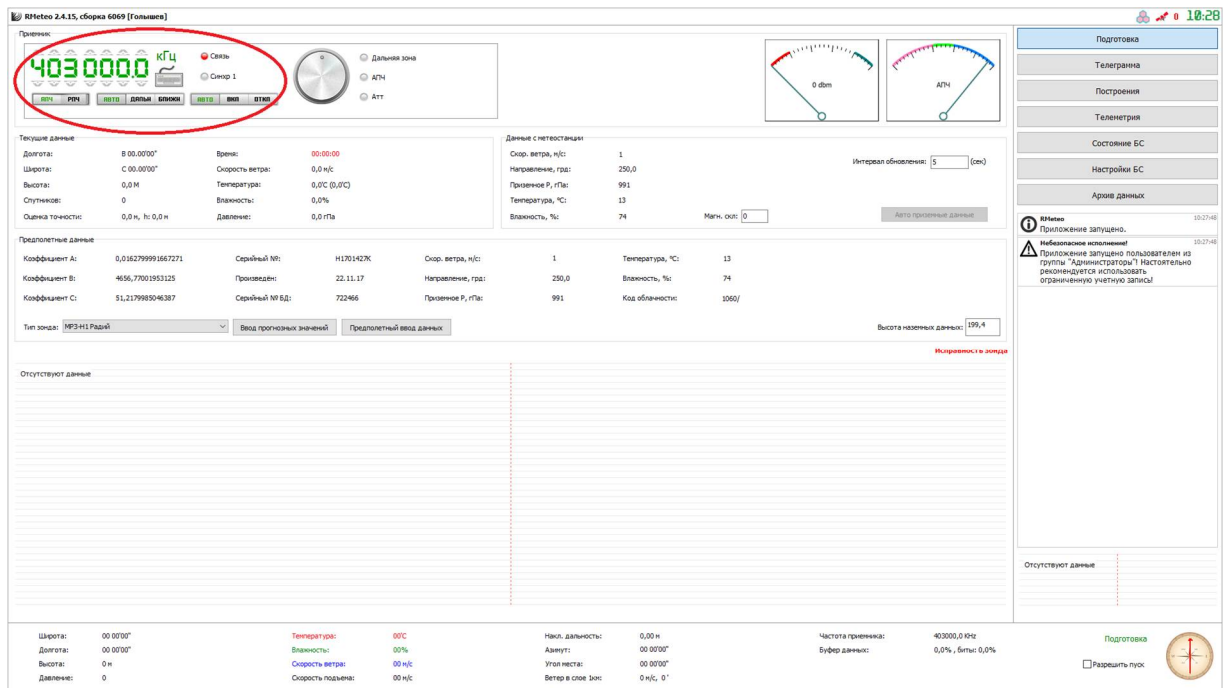 RMeteo 2.4.15, сборка 6069 [Голышев]
0 10:28
Приемник
403 000.0 кГц
Связь
Синхр 1
АПЧ РПЧ АВТО ДАЛЬН БЛИЖН АВТО ВКЛ ОТКЛ
Дальняя зона
АПЧ
Атт
0 dbm
АПЧ
Текущие данные
Долгота: В 00.00'00" Время: 00:00:00
Широта: С 00.00'00" Скорость ветра: 0,0 м/с
Высота: 0,0 М Температура: 0,0'С (0,0'С)
Спутников: 0 Влажность: 0,0%
Оценка точности: 0,0 м, h: 0,0 м Давление: 0,0 гПа
Данные с метеостанции
Скор. ветра, м/с: 1
Направление, грд: 250,0
Приземное Р, гПа: 991
Температура, °С: 13
Влажность, %: 74 Магн. скл: 0
Интервал обновления: 5 (сек)
Авто приземные данные
Предполетные данные
Коэффициент А: 0,0162799991667271 Серийный №: Н1701427К Скор. ветра, м/с: 1 Температура, °С: 13
Коэффициент В: 4656,77001953125 Произведён: 22.11.17 Направление, грд: 250,0 Влажность, %: 74
Коэффициент С: 51,2179985046387 Серийный № БД: 722466 Приземное Р, гПа: 991 Код облачности: 1060/
Тип зонда: МРЗ-Н1 Радий Ввод прогнозных значений Предполетный ввод данных Высота наземных данных: 199,4
Исправность зонда
Отсутствуют данные
Подготовка
Телеграмма
Построения
Телеметрия
Состояние БС
Настройки БС
Архив данных
RMeteo 10:27:48
Приложение запущено.
Небезопасное исполнение! 10:27:48
Приложение запущено пользователем из
группы "Администраторы"! Настоятельно
рекомендуется использовать
ограниченную учетную запись!
Отсутствуют данные
Широта: 00 00'00" Температура: 00'С Накл. дальность: 0,00 м Частота приемника: 403000,0 KHz
Долгота: 00 00'00" Влажность: 00% Азимут: 00 00'00" Буфер данных: 0,0% , биты: 0,0%
Высота: 0 м Скорость ветра: 00 м/с Угол места: 00 00'00"
Давление: 0 Скорость подъема: 00 м/с Ветер в слое 1км: 0 м/с, 0 '
Подготовка
Разрешить пуск